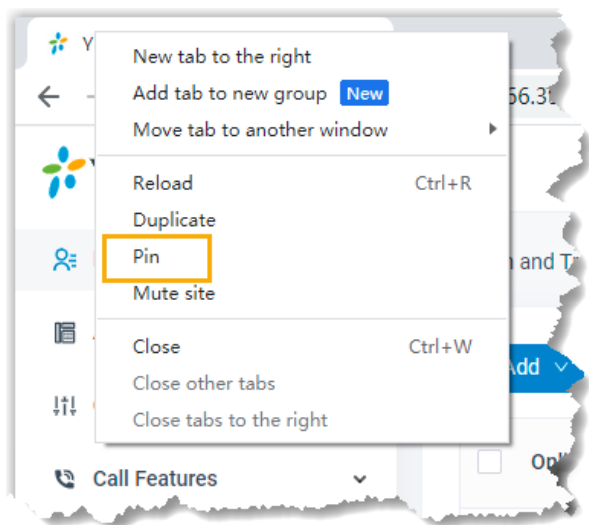 Y
New tab to the right
Add tab to new group New
Move tab to another window
Reload Ctrl+R
Duplicate
Pin
Mute site
Close Ctrl+W
Close other tabs
Close tabs to the right
and T
Add
Call Features